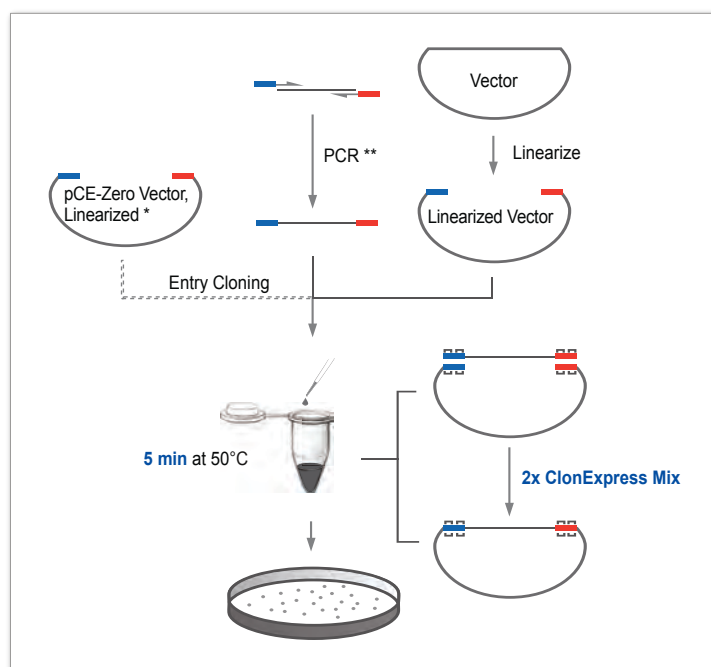 Vector
PCR **
Linearize
pCE-Zero Vector,
Linearized *
Linearized Vector
Entry Cloning
5 min at 50°C
2x ClonExpress Mix